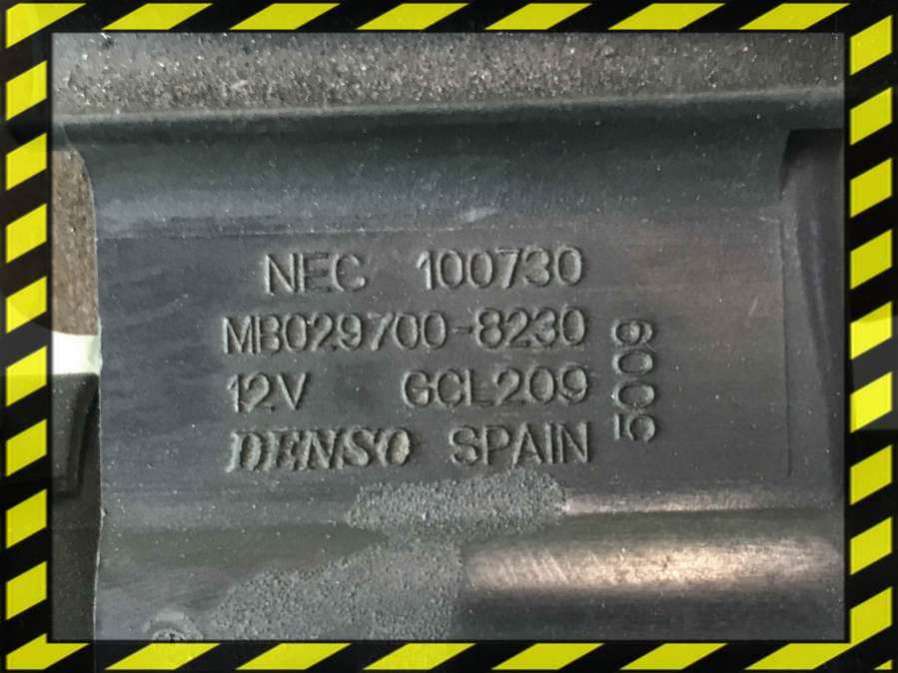 NEC 100730
MB029700-8230
12V GCL209
DENSO SPAIN
5009